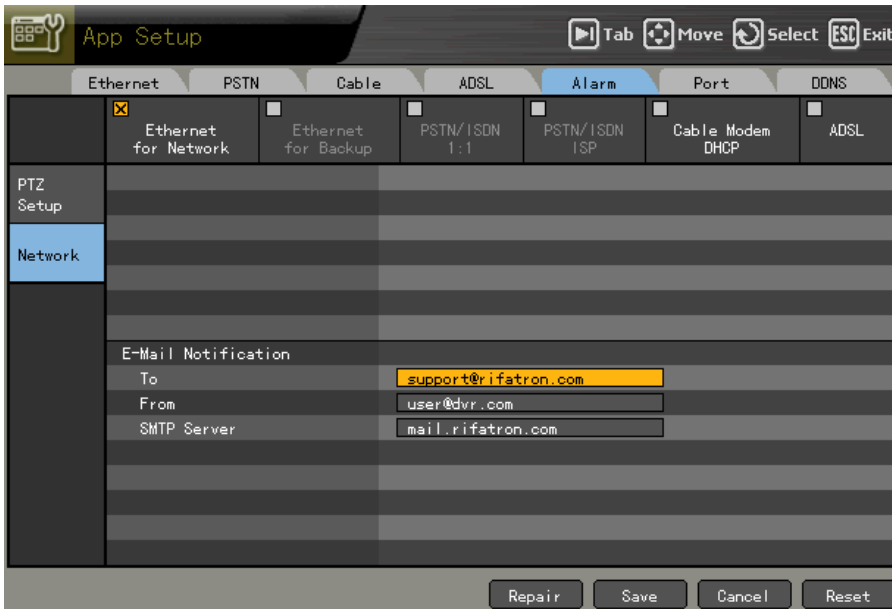 App Setup
Tab Move Select ESC Exit
Ethernet PSTN Cable ADSL Alarm Port DDNS
Ethernet for Network
Ethernet for Backup
PSTN/ISDN 1:1
PSTN/ISDN ISP
Cable Modem DHCP
ADSL
PTZ
Setup
Network
E-Mail Notification
To support@rifatron.com
From user@dvr.com
SMTP Server mail.rifatron.com
Repair Save Cancel Reset